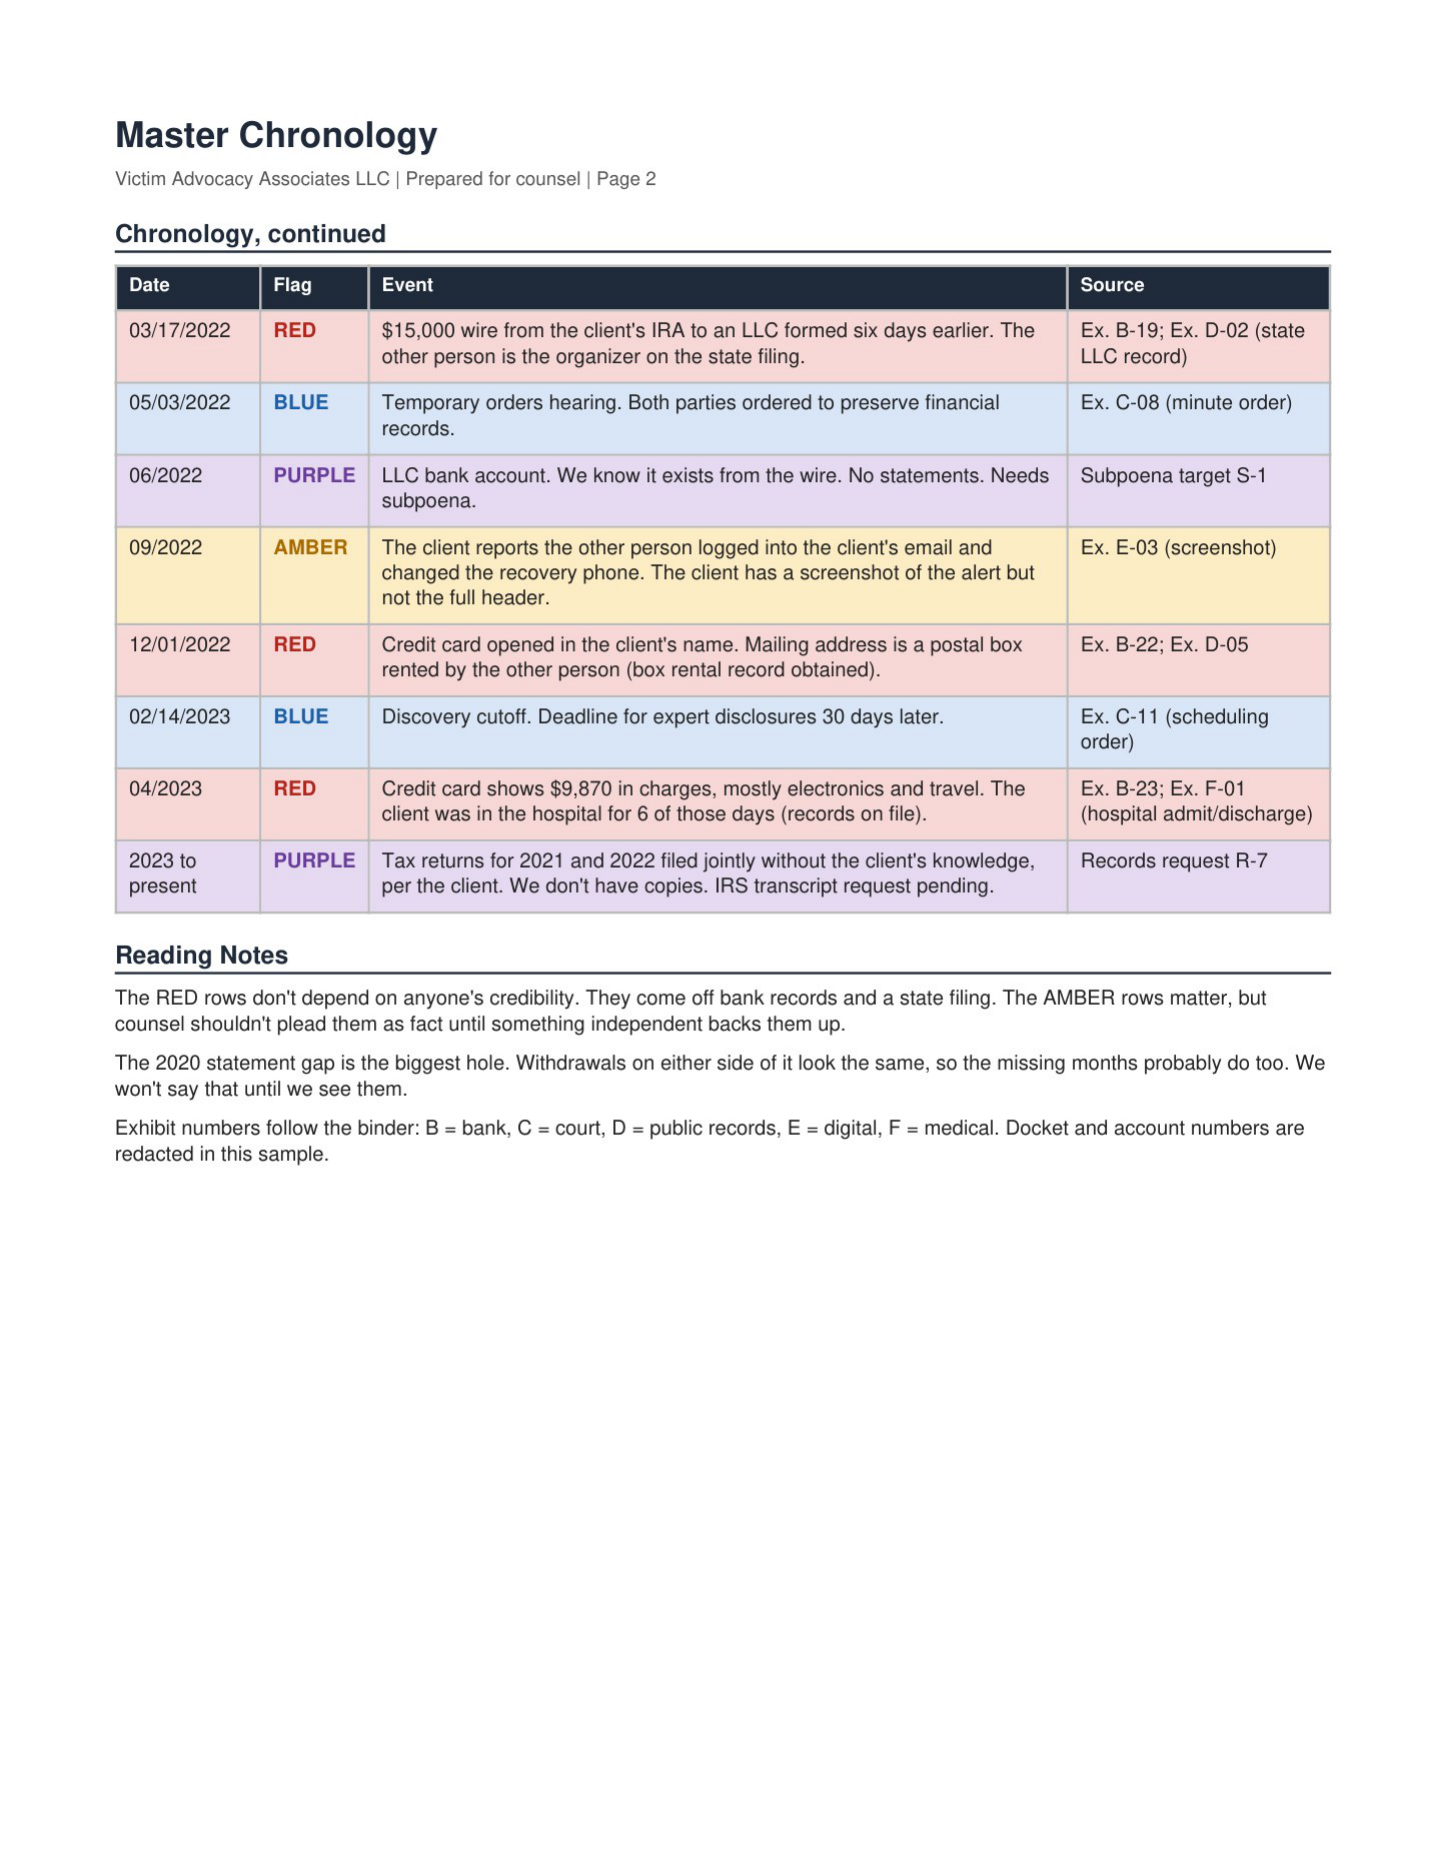 Master Chronology
Victim Advocacy Associates LLC | Prepared for counsel | Page 2
Chronology, continued
Date Flag Event Source
03/17/2022 RED $15,000 wire from the client's IRA to an LLC formed six days earlier. The Ex. B-19; Ex. D-02 (state
other person is the organizer on the state filing. LLC record)
05/03/2022 BLUE Temporary orders hearing. Both parties ordered to preserve financial Ex. C-08 (minute order)
records.
06/2022 PURPLE LLC bank account. We know it exists from the wire. No statements. Needs Subpoena target S-1
subpoena.
09/2022 AMBER The client reports the other person logged into the client's email and Ex. E-03 (screenshot)
changed the recovery phone. The client has a screenshot of the alert but
not the full header.
12/01/2022 RED Credit card opened in the client's name. Mailing address is a postal box Ex. B-22; Ex. D-05
rented by the other person (box rental record obtained).
02/14/2023 BLUE Discovery cutoff. Deadline for expert disclosures 30 days later. Ex. C-11 (scheduling
order)
04/2023 RED Credit card shows $9,870 in charges, mostly electronics and travel. The Ex. B-23; Ex. F-01
client was in the hospital for 6 of those days (records on file). (hospital admit/discharge)
2023 to PURPLE Tax returns for 2021 and 2022 filed jointly without the client's knowledge, Records request R-7
present per the client. We don't have copies. IRS transcript request pending.
Reading Notes
The RED rows don't depend on anyone's credibility. They come off bank records and a state filing. The AMBER rows matter, but
counsel shouldn't plead them as fact until something independent backs them up.
The 2020 statement gap is the biggest hole. Withdrawals on either side of it look the same, so the missing months probably do too. We
won't say that until we see them.
Exhibit numbers follow the binder: B = bank, C = court, D = public records, E = digital, F = medical. Docket and account numbers are
redacted in this sample.